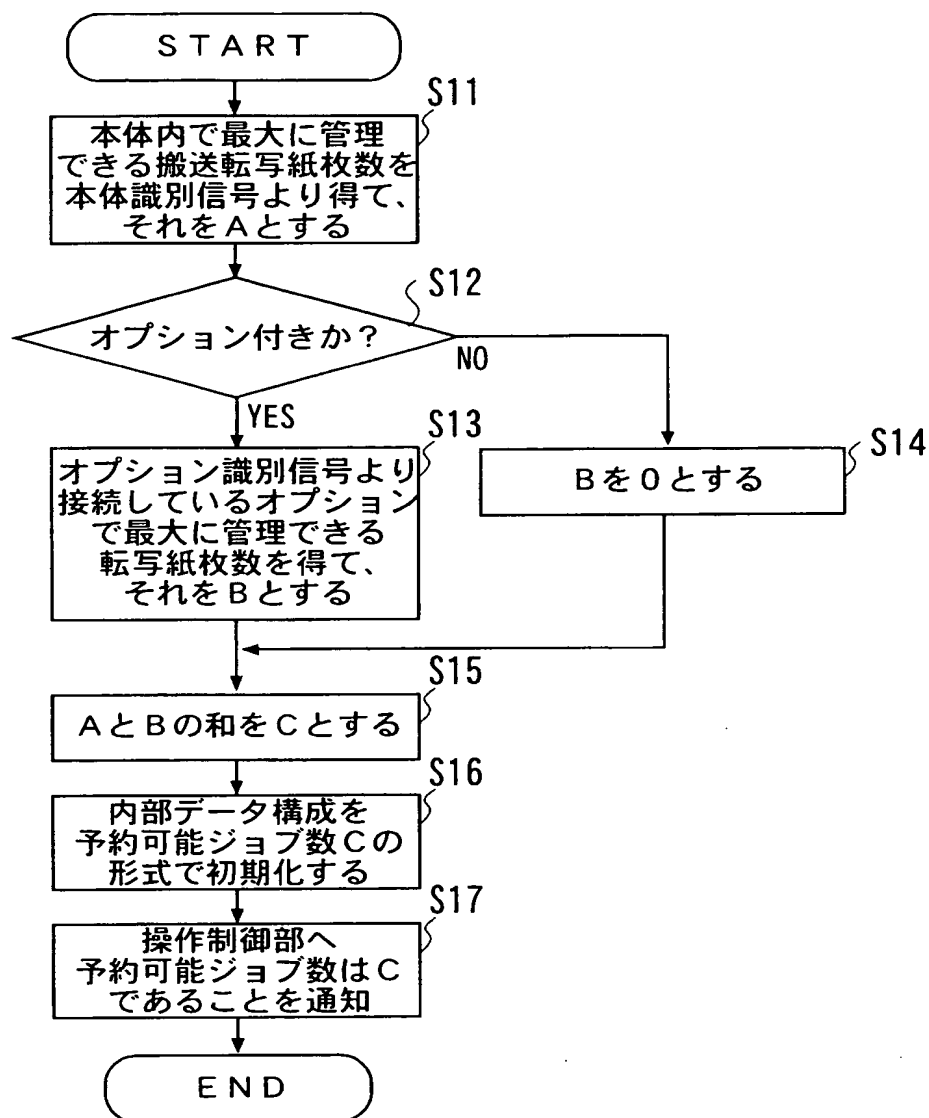 START
S11
本体内で最大に管理
できる搬送転写紙枚数を
本体識別信号より得て、
それをAとする
S12
オプション付きか?
NO
YES
S13
オプション識別信号より
接続しているオプション
で最大に管理できる
転写紙枚数を得て、
それをBとする
S14
Bを0とする
S15
AとBの和をCとする
S16
内部データ構成を
予約可能ジョブ数Cの
形式で初期化する
S17
操作制御部へ
予約可能ジョブ数はC
であることを通知
END